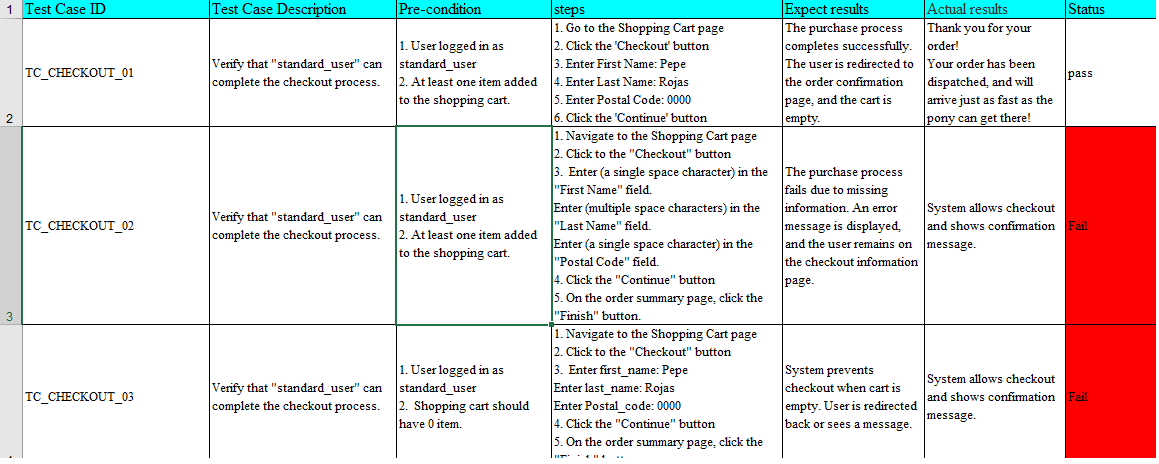 1 Test Case ID Test Case Description Pre-condition steps Expect results Actual results Status
2
TC_CHECKOUT_01
Verify that "standard_user" can
complete the checkout process.
1. User logged in as
standard_user
2. At least one item added
to the shopping cart.
1. Go to the Shopping Cart page
2. Click the 'Checkout' button
3. Enter First Name: Pepe
4. Enter Last Name: Rojas
5. Enter Postal Code: 0000
6. Click the 'Continue' button
The purchase process
completes successfully.
The user is redirected to
the order confirmation
page, and the cart is
empty.
Thank you for your
order!
Your order has been
dispatched, and will
arrive just as fast as the
pony can get there!
pass
3
TC_CHECKOUT_02
Verify that "standard_user" can
complete the checkout process.
1. User logged in as
standard_user
2. At least one item added
to the shopping cart.
1. Navigate to the Shopping Cart page
2. Click to the "Checkout" button
3.  Enter (a single space character) in the
"First Name" field.
Enter (multiple space characters) in the
"Last Name" field.
Enter (a single space character) in the
"Postal Code" field.
4. Click the "Continue" button
5. On the order summary page, click the
"Finish" button.
The purchase process
fails due to missing
information. An error
message is displayed,
and the user remains on
the checkout information
page.
System allows checkout
and shows confirmation
message.
Fail
TC_CHECKOUT_03
Verify that "standard_user" can
complete the checkout process.
1. User logged in as
standard_user
2.  Shopping cart should
have 0 item.
1. Navigate to the Shopping Cart page
2. Click to the "Checkout" button
3.  Enter first_name: Pepe
Enter last_name: Rojas
Enter Postal_code: 0000
4. Click the "Continue" button
5. On the order summary page, click the
System prevents
checkout when cart is
empty. User is redirected
back or sees a message.
System allows checkout
and shows confirmation
message.
Fail